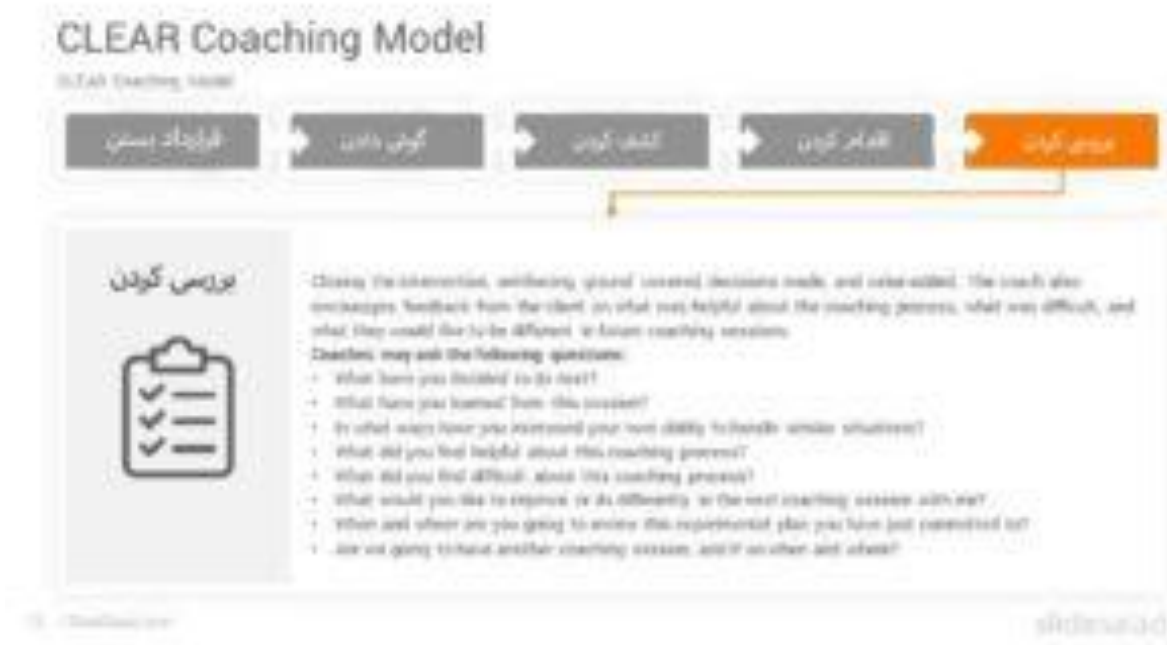 CLEAR Coaching Model
CLEAR Coaching Model
قرارداد بستن
گوش دادن
کشف کردن
اقدام کردن
بررسی کردن
بررسی کردن
Closing the intervention, reinforcing ground covered, decisions made, and value added. The coach also
encourages feedback from the client on what was helpful about the coaching process, what was difficult, and
what they would like to be different in future coaching sessions.
Coaches may ask the following questions:
• What have you decided to do next?
• What have you learned from this session?
• In what ways have you increased your own ability to handle similar situations?
• What did you find helpful about this coaching process?
• What did you find difficult about this coaching process?
• What would you like to improve or do differently in the next coaching session with me?
• When and where are you going to review this experimental plan you have just committed to?
• Are we going to have another coaching session, and if so when and where?
slidesalad